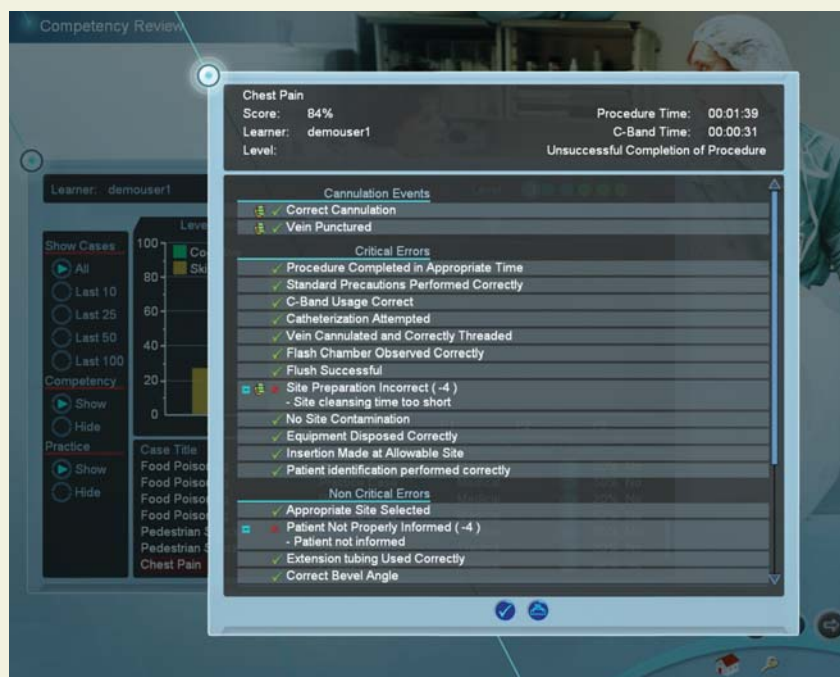 Competency Review
Chest Pain
Score: 84%
Learner: demouser1
Level:
Procedure Time: 00:01:39
C-Band Time: 00:00:31
Unsuccessful Completion of Procedure
Cannulation Events
Correct Cannulation
Vein Punctured
Critical Errors
Procedure Completed in Appropriate Time
Standard Precautions Performed Correctly
C-Band Usage Correct
Catheterization Attempted
Vein Cannulated and Correctly Threaded
Flash Chamber Observed Correctly
Flush Successful
Site Preparation Incorrect ( -4 )
- Site cleansing time too short
No Site Contamination
Equipment Disposed Correctly
Insertion Made at Allowable Site
Patient identification performed correctly
Non Critical Errors
Appropriate Site Selected
Patient Not Properly Informed ( -4 )
- Patient not informed
Extension tubing Used Correctly
Correct Bevel Angle
Learner: demouser1
Show Cases
All
Last 10
Last 25
Last 50
Last 100
Competency
Show
Hide
Practice
Show
Hide
100
80
60
40
20
0
Case Title
Food
Food
Food
Food
Pedestrian
Pedestrian
Chest Pain